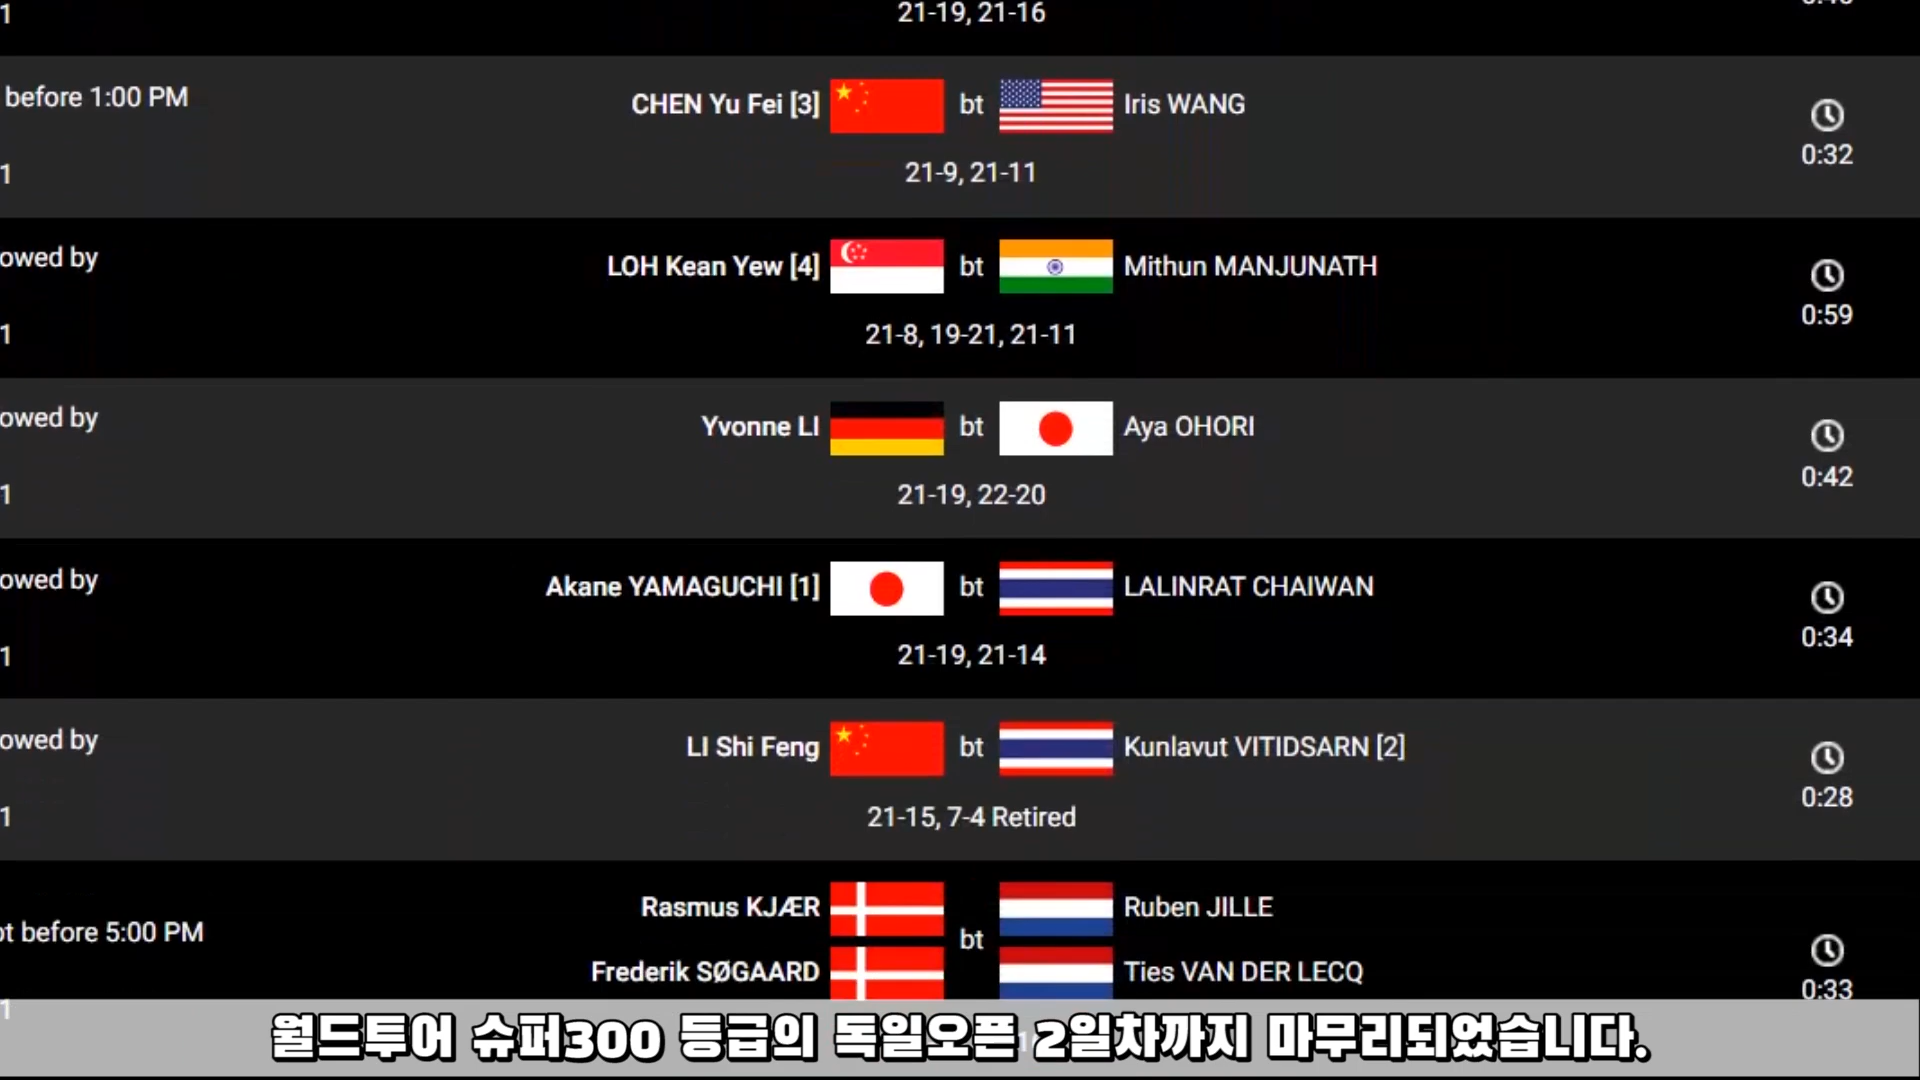 1
21-19, 21-16
before 1:00 PM
CHEN Yu Fei [3] bt Iris WANG
0:32
1
21-9, 21-11
owed by
LOH Kean Yew [4] bt Mithun MANJUNATH
0:59
1
21-8, 19-21, 21-11
owed by
Yvonne LI bt Aya OHORI
0:42
1
21-19, 22-20
owed by
Akane YAMAGUCHI [1] bt LALINRAT CHAIWAN
0:34
1
21-19, 21-14
owed by
LI Shi Feng bt Kunlavut VITIDSARN [2]
0:28
1
21-15, 7-4 Retired
ot before 5:00 PM
Rasmus KJÆR bt Ruben JILLE
Frederik SØGAARD Ties VAN DER LECQ
0:33
1
월드투어 슈퍼300 등급의 독일오픈 2일차까지 마무리되었습니다.